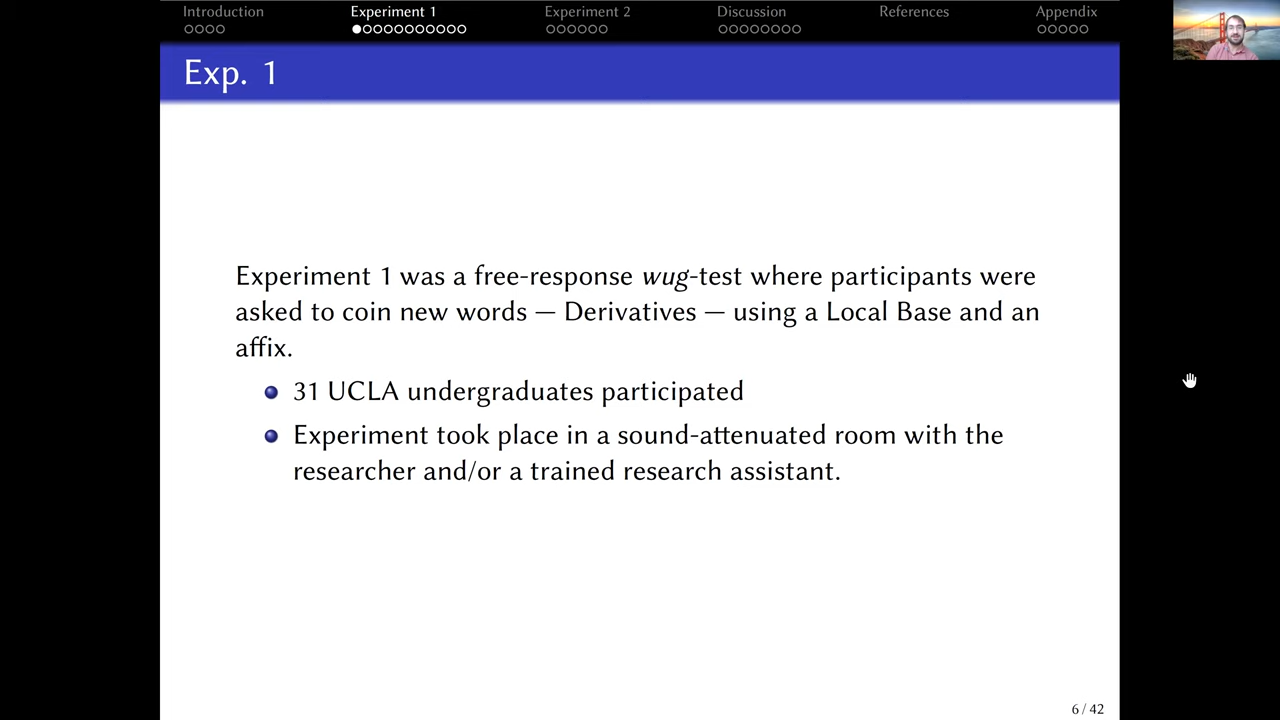 Introduction
Experiment 1
Experiment 2
Discussion
References
Appendix
Exp. 1
Experiment 1 was a free-response wug-test where participants were
asked to coin new words — Derivatives — using a Local Base and an
affix.
31 UCLA undergraduates participated
Experiment took place in a sound-attenuated room with the
researcher and/or a trained research assistant.
6 / 42